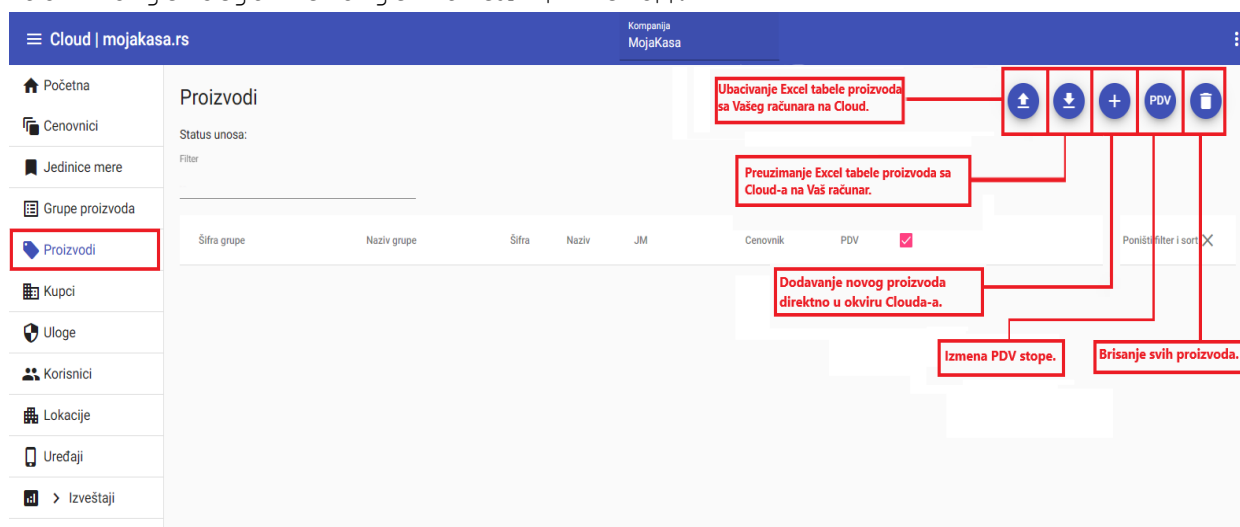 Cloud | mojakasa.rs
Kompanija
MojaKasa
Početna
Cenovnici
Jedinice mere
Grupe proizvoda
Proizvodi
Kupci
Uloge
Korisnici
Lokacije
Uređaji
Izveštaji
Proizvodi
Status unosa:
Filter
Ubacivanje Excel tabele proizvoda
sa Vašeg računara na Cloud.
PDV
Preuzimanje Excel tabele proizvoda sa
Cloud-a na Vaš računar.
Šifra grupe Naziv grupe Šifra Naziv JM Cenovnik PDV Poništi filter i sort
Dodavanje novog proizvoda
direktno u okviru Clouda-a.
Izmena PDV stope.
Brisanje svih proizvoda.